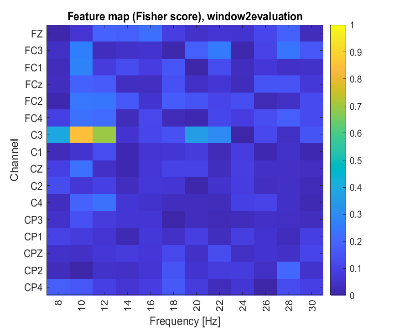 Feature map (Fisher score), window2evaluation
Channel
FZ
FC3
FC1
FCz
FC2
FC4
C3
C1
CZ
C2
C4
CP3
CP1
CPZ
CP2
CP4
8 10 12 14 16 18 20 22 24 26 28 30
Frequency [Hz]
1
0.9
0.8
0.7
0.6
0.5
0.4
0.3
0.2
0.1
0